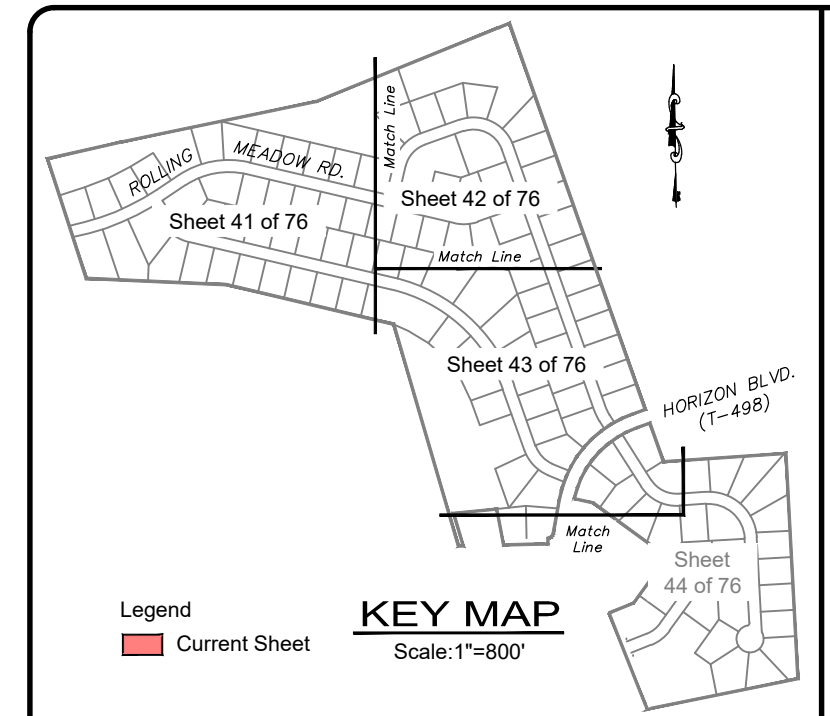 Match Line
ROLLING
MEADOW RD.
Sheet 41 of 76
Sheet 42 of 76
Match Line
Sheet 43 of 76
HORIZON BLVD.
(T-498)
Match
Line
Sheet
44 of 76
Legend
Current Sheet
KEY MAP
Scale:1"=800'